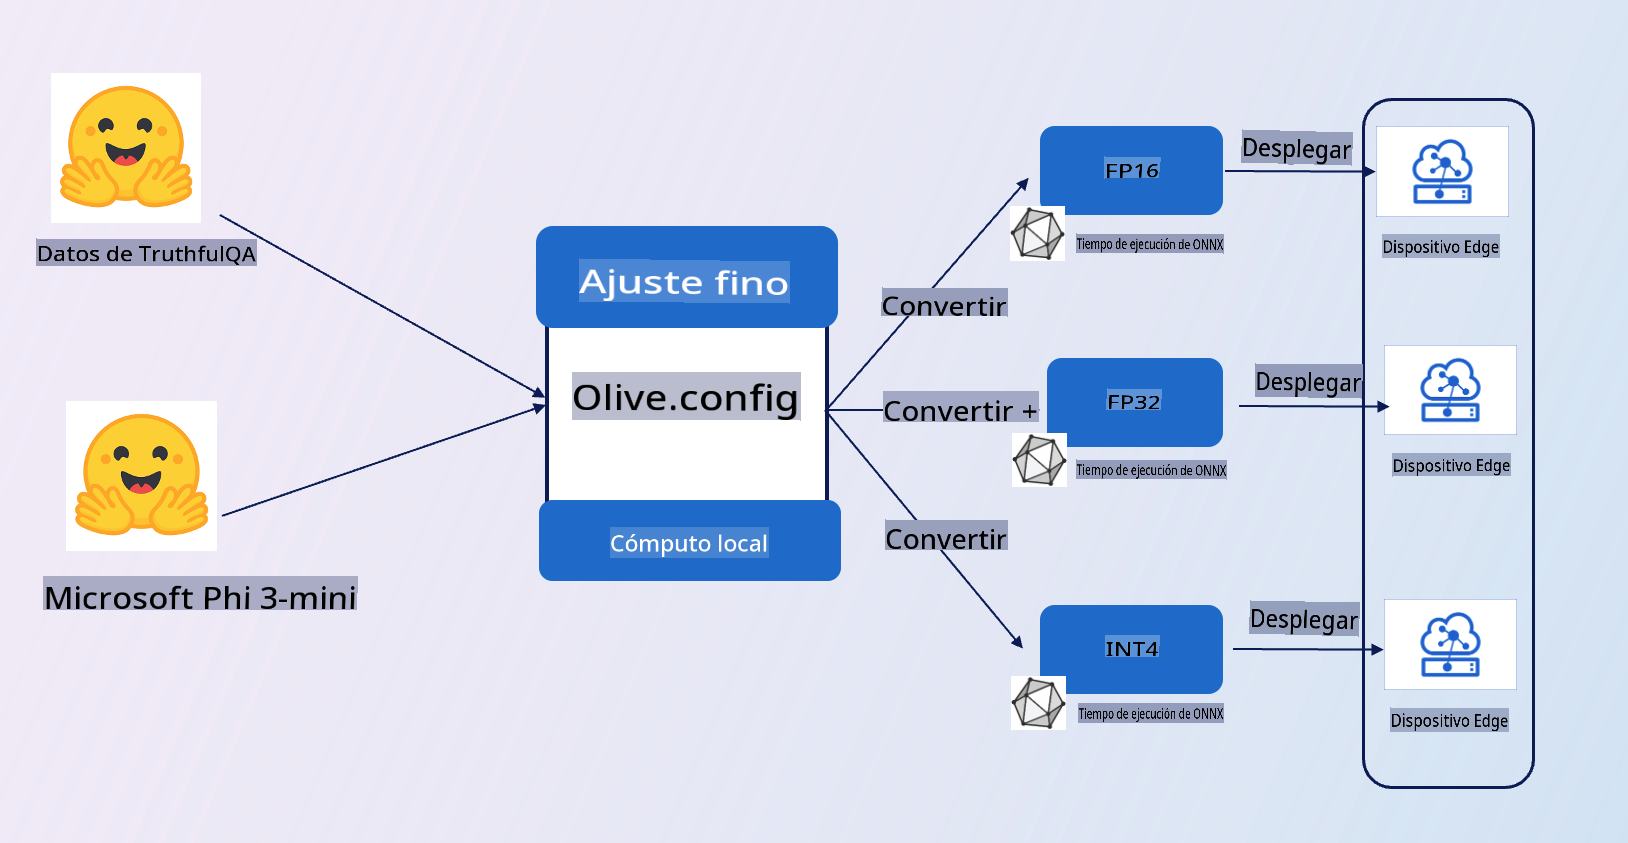 Datos de TruthfulQA
Microsoft Phi 3-mini
Ajuste fino
Olive.config
Cómputo local
Convertir
Convertir +
Convertir
FP16
Tiempo de ejecución de ONNX
Desplegar
Dispositivo Edge
FP32
Tiempo de ejecución de ONNX
Desplegar
Dispositivo Edge
INT4
Tiempo de ejecución de ONNX
Desplegar
Dispositivo Edge